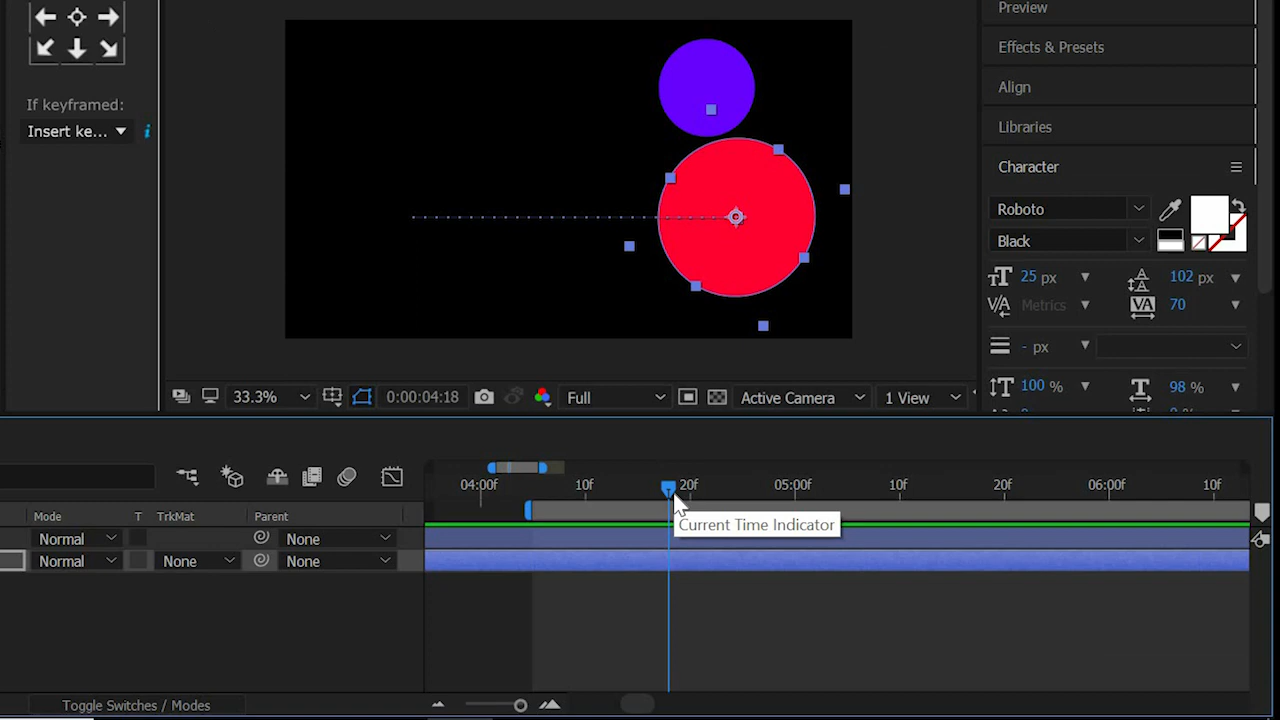 Preview
Effects & Presets
Align
Libraries
Character
If keyframed:
Insert ke...
Roboto
Black
25 px
102 px
Metrics
70
- px
100 %
98 %
33.3%
0:00:04:18
Full
Active Camera
1 View
04:00f
10f
20f
05:00f
10f
20f
06:00f
10f
Current Time Indicator
Mode
T
TrkMat
Parent
Normal
None
Normal
None
None
Toggle Switches / Modes